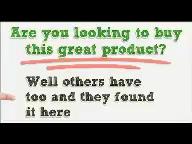 Are you looking to buy
this great product?
Well others have
too and they found
it here